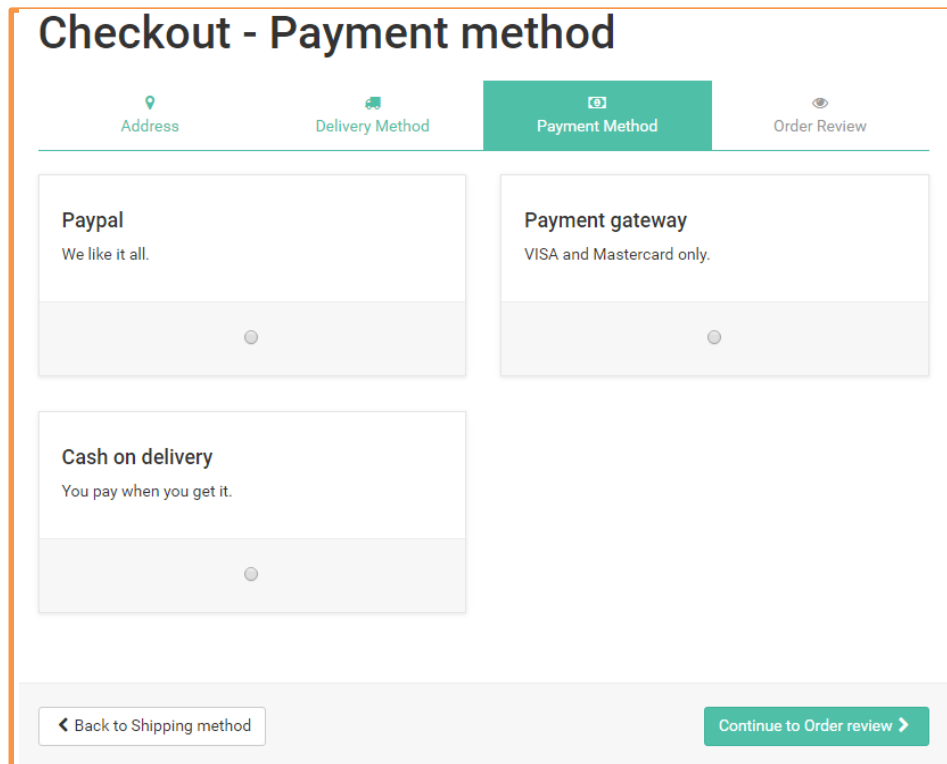 Checkout - Payment method
Address
Delivery Method
Payment Method
Order Review
Paypal
We like it all.
Payment gateway
VISA and Mastercard only.
Cash on delivery
You pay when you get it.
Back to Shipping method
Continue to Order review